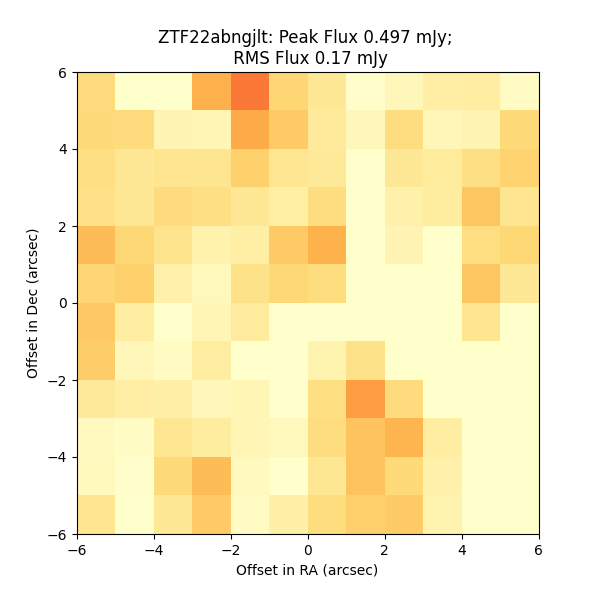 ZTF22abngjlt: Peak Flux 0.497 mJy;
RMS Flux 0.17 mJy
6
4
2
0
−2
−4
−6
Offset in Dec (arcsec)
−6 −4 −2 0 2 4 6
Offset in RA (arcsec)